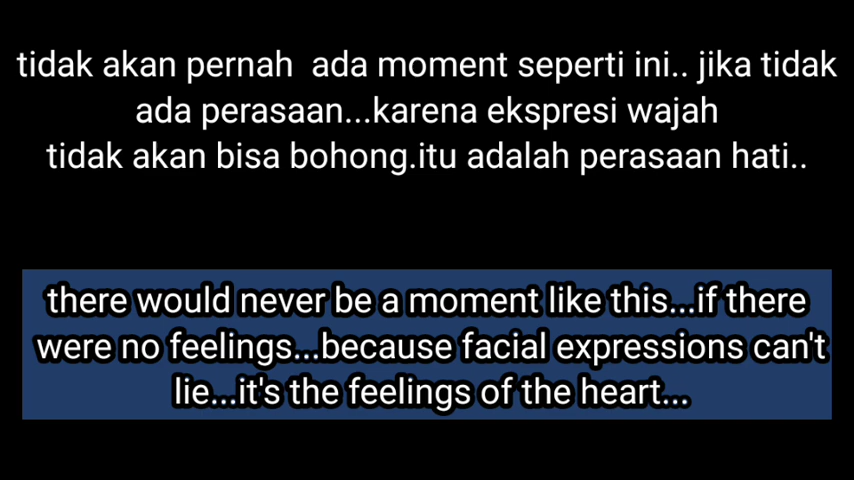 tidak akan pernah  ada moment seperti ini.. jika tidak
ada perasaan...karena ekspresi wajah
tidak akan bisa bohong.itu adalah perasaan hati..
there would never be a moment like this...if there
were no feelings...because facial expressions can't
lie...it's the feelings of the heart...